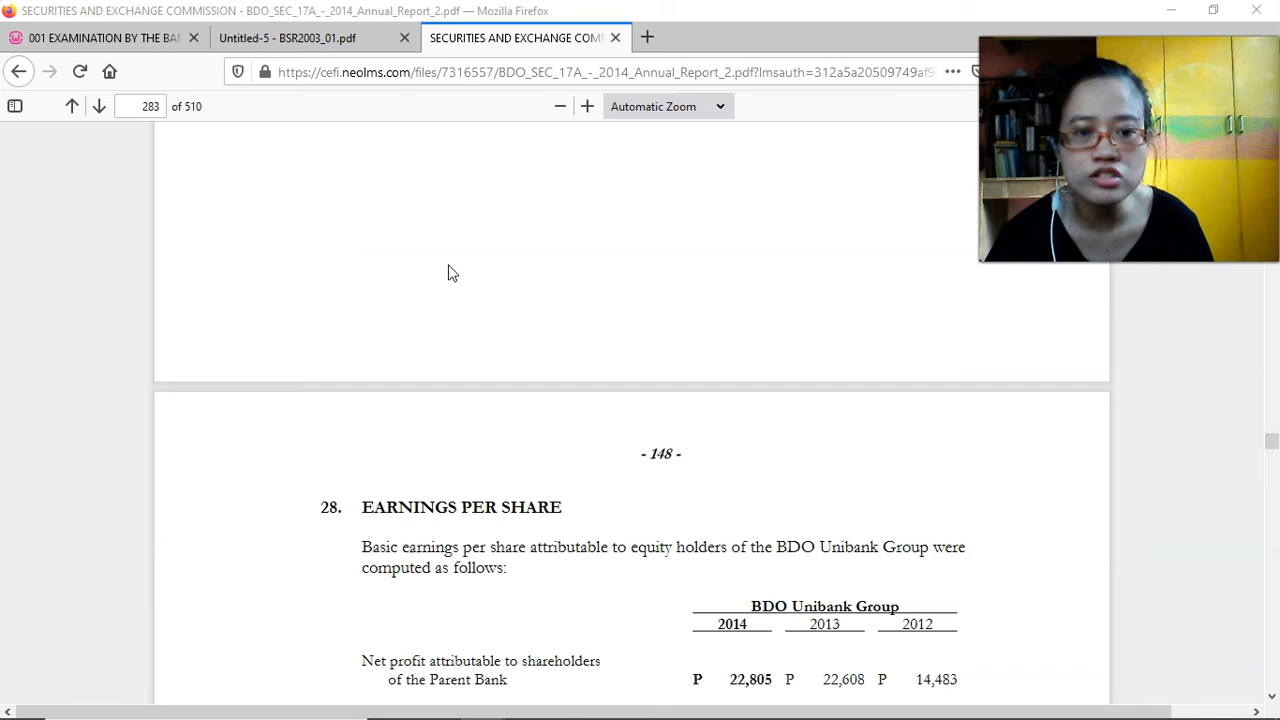 SECURITIES AND EXCHANGE COMMISSION - BDO_SEC_17A_-_2014_Annual_Report_2.pdf — Mozilla Firefox
001 EXAMINATION BY THE BAN
Untitled-5 - BSR2003_01.pdf
SECURITIES AND EXCHANGE COM
https://cefi.neolms.com/files/7316557/BDO_SEC_17A_-_2014_Annual_Report_2.pdf?lmsauth=312a5a20509749af9
283 of 510
Automatic Zoom
- 148 -
28. EARNINGS PER SHARE
Basic earnings per share attributable to equity holders of the BDO Unibank Group were
computed as follows:
BDO Unibank Group
2014 2013 2012
Net profit attributable to shareholders
of the Parent Bank P 22,805 P 22,608 P 14,483